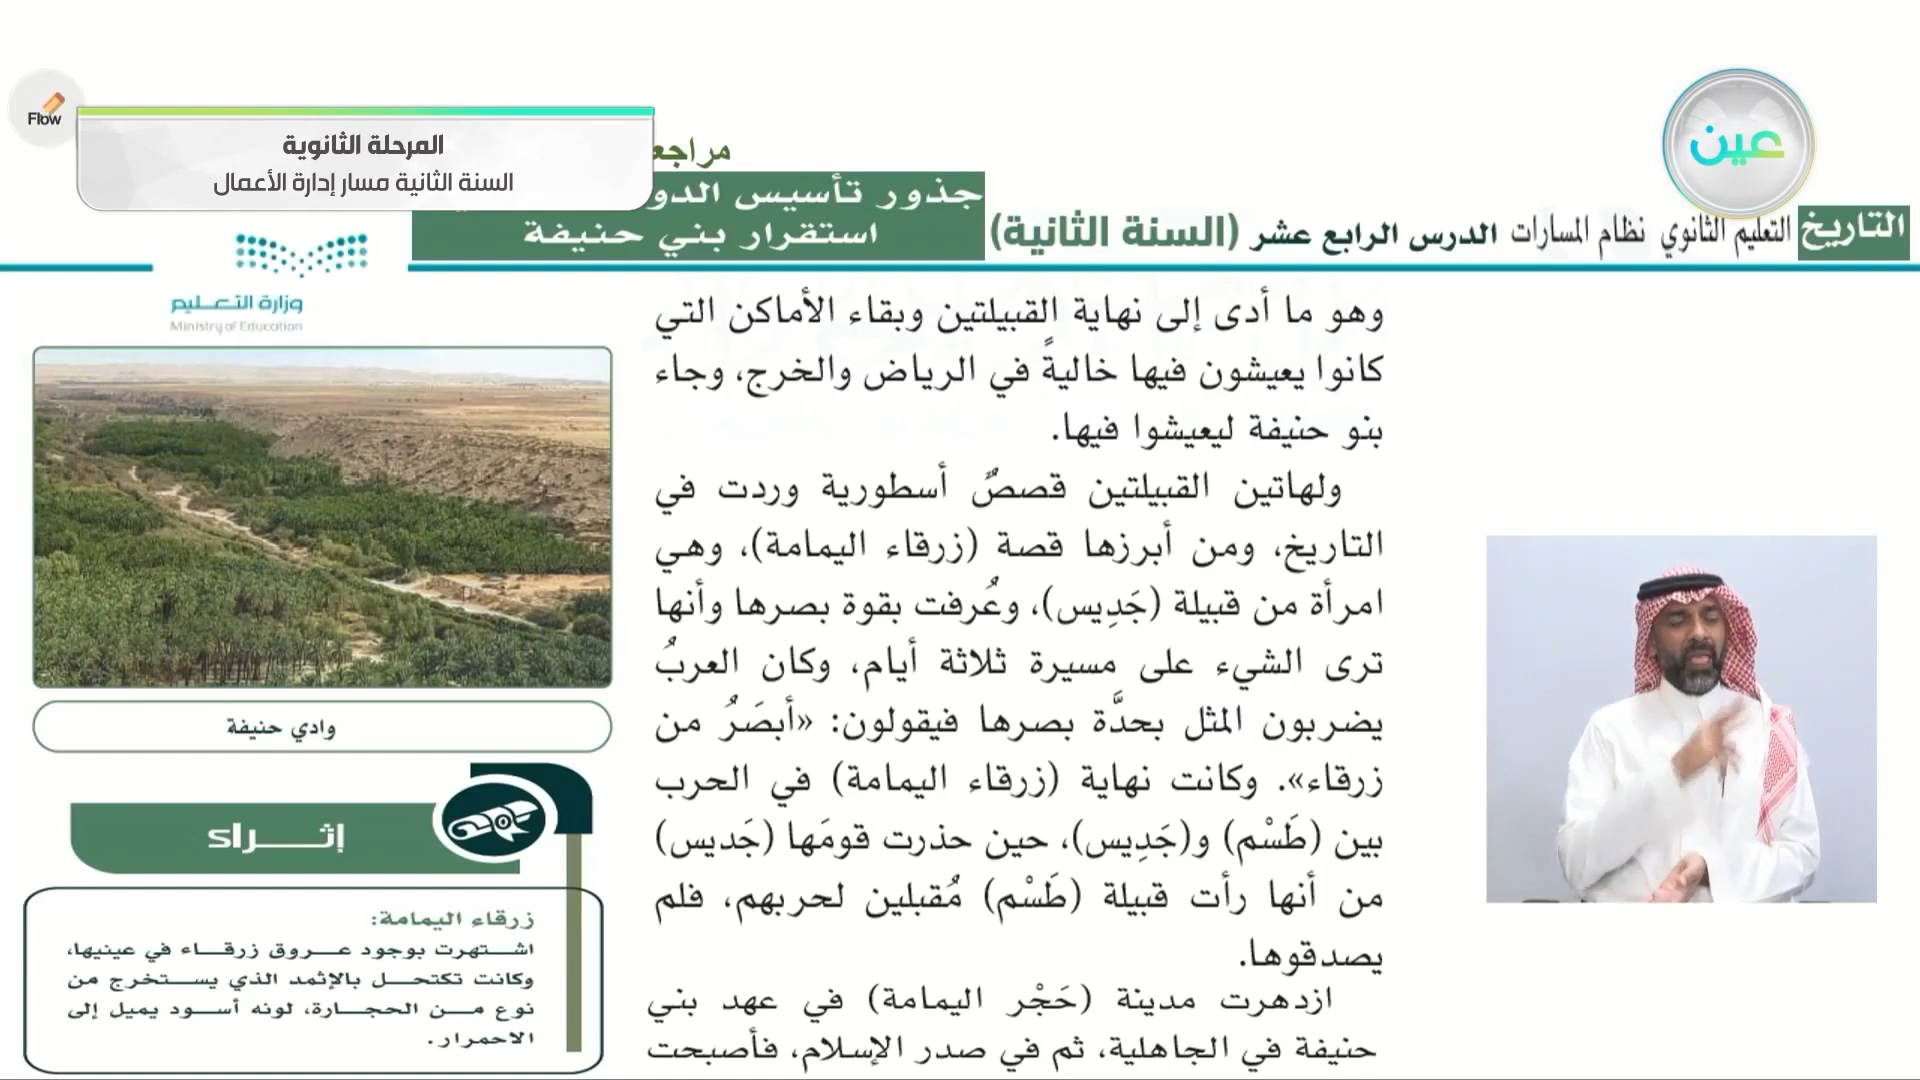 Flow
المرحلة الثانوية
السنة الثانية مسار إدارة الأعمال
عين
جذور تأسيس
استقرار بني حنيفة
التاريخ التعليم الثانوي نظام المسارات الدرس الرابع عشر (السنة الثانية)
وزارة التعليم
Ministry of Education
وهو ما أدى إلى نهاية القبيلتين وبقاء الأماكن التي
كانوا يعيشون فيها خاليةً في الرياض والخرج، وجاء
بنو حنيفة ليعيشوا فيها.
ولهاتين القبيلتين قصصٌ أسطورية وردت في
التاريخ، ومن أبرزها قصة (زرقاء اليمامة)، وهي
امرأة من قبيلة (جَدِيس)، وعُرفت بقوة بصرها وأنها
ترى الشيء على مسيرة ثلاثة أيام، وكان العربُ
يضربون المثل بحدَّة بصرها فيقولون: «أبصَرُ من
زرقاء». وكانت نهاية (زرقاء اليمامة) في الحرب
بين (طَسْم) و(جَدِيس)، حين حذرت قومَها (جَديس)
من أنها رأت قبيلة (طَسْم) مُقبلين لحربهم، فلم
يصدقوها.
ازدهرت مدينة (حَجْر اليمامة) في عهد بني
حنيفة في الجاهلية، ثم في صدر الإسلام، فأصبحت
وادي حنيفة
إثـــراء
زرقاء اليمامة:
اشتهرت بوجود عروق زرقاء في عينيها،
وكانت تكتحل بالإثمد الذي يستخرج من
نوع من الحجارة، لونه أسود يميل إلى
الاحمرار.